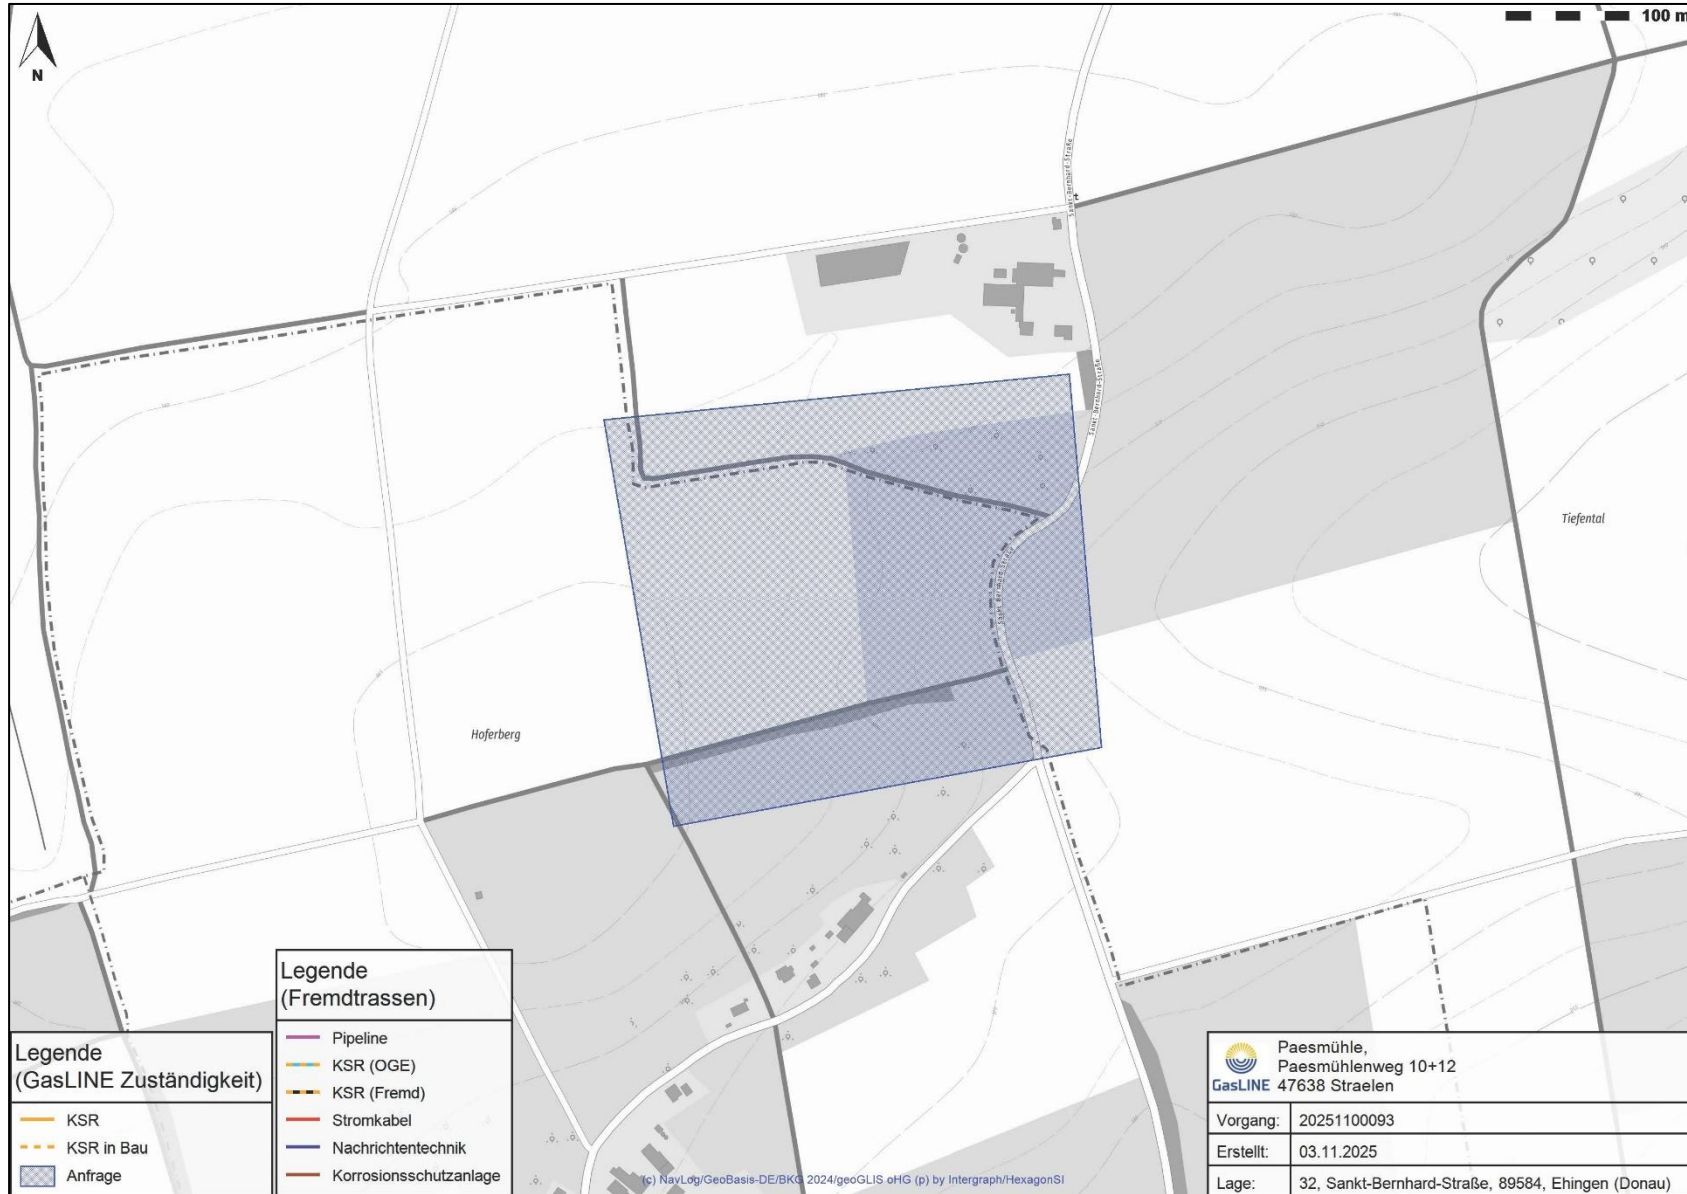 100 m
N
Sankt-Bernhard-Straße
Sankt-Bernhard-Straße
Sankt-Bernhard-Straße
Tiefental
Hoferberg
Legende
(GasLINE Zuständigkeit)
KSR
KSR in Bau
Anfrage
Legende
(Fremdtrassen)
Pipeline
KSR (OGE)
KSR (Fremd)
Stromkabel
Nachrichtentechnik
Korrosionsschutzanlage
(c) NavLog/GeoBasis-DE/BKG 2024/geoGLIS oHG (p) by Intergraph/HexagonSI
GasLINE
Paesmühle,
Paesmühlenweg 10+12
47638 Straelen
Vorgang: 20251100093
Erstellt: 03.11.2025
Lage: 32, Sankt-Bernhard-Straße, 89584, Ehingen (Donau)